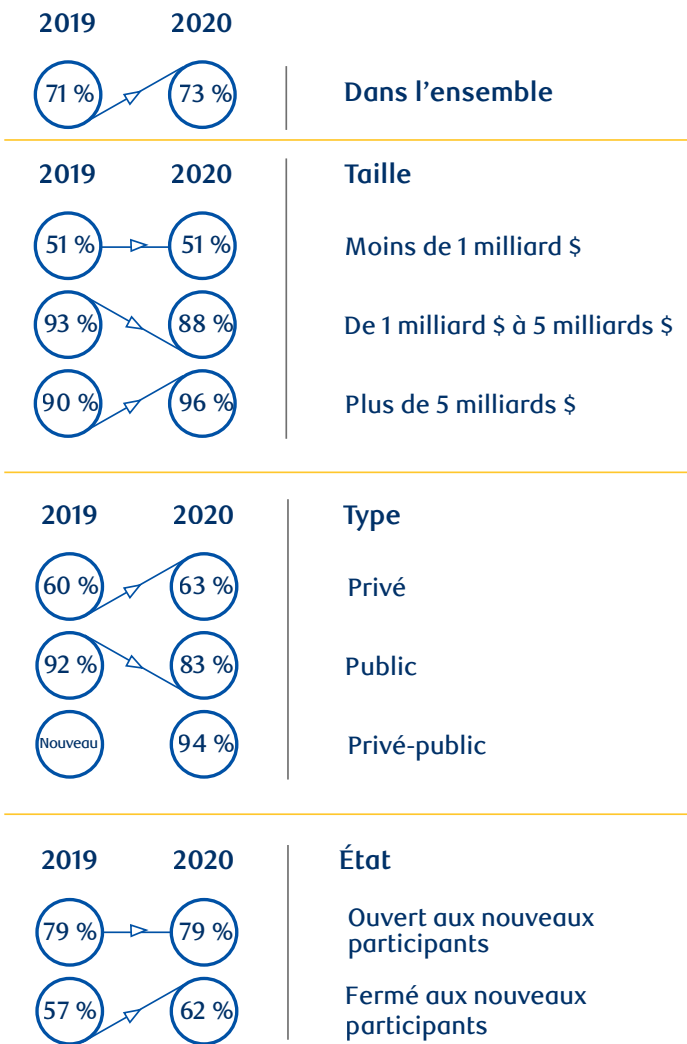 2019 2020
71 % 73 % Dans l’ensemble
2019 2020 Taille
51 % 51 % Moins de 1 milliard $
93 % 88 % De 1 milliard $ à 5 milliards $
90 % 96 % Plus de 5 milliards $
2019 2020 Type
60 % 63 % Privé
92 % 83 % Public
Nouveau 94 % Privé-public
2019 2020 État
79 % 79 % Ouvert aux nouveaux
participants
57 % 62 % Fermé aux nouveaux
participants